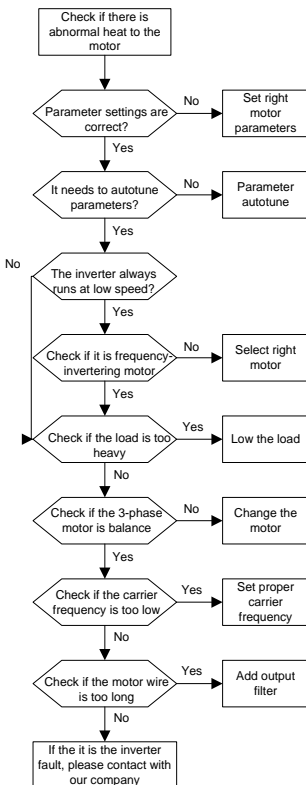 Check if there is
abnormal heat to the
motor
Parameter settings are
correct?
No
Set right
motor
parameters
Yes
It needs to autotune
parameters?
No
Parameter
autotune
Yes
No
The inverter always
runs at low speed?
Yes
Check if it is frequency-
invertering motor
No
Select right
motor
Yes
Check if the load is too
heavy
Yes
Low the load
No
Check if the 3-phase
motor is balance
No
Change the
motor
Yes
Check if the carrier
frequency is too low
Yes
Set proper
carrier
frequency
No
Check if the motor wire
is too long
Yes
Add output
filter
No
If the it is the inverter
fault, please contact with
our company